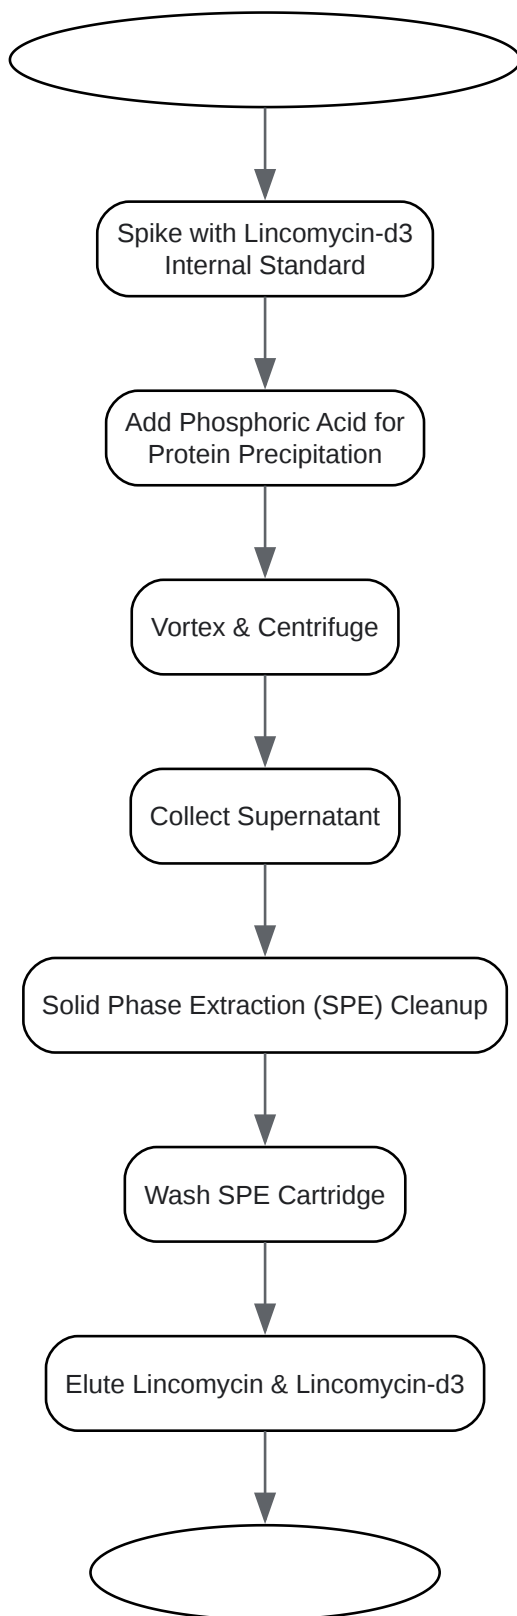 Spike with Lincomycin-d3
Internal Standard
Add Phosphoric Acid for
Protein Precipitation
Vortex & Centrifuge
Collect Supernatant
Solid Phase Extraction (SPE) Cleanup
Wash SPE Cartridge
Elute Lincomycin & Lincomycin-d3